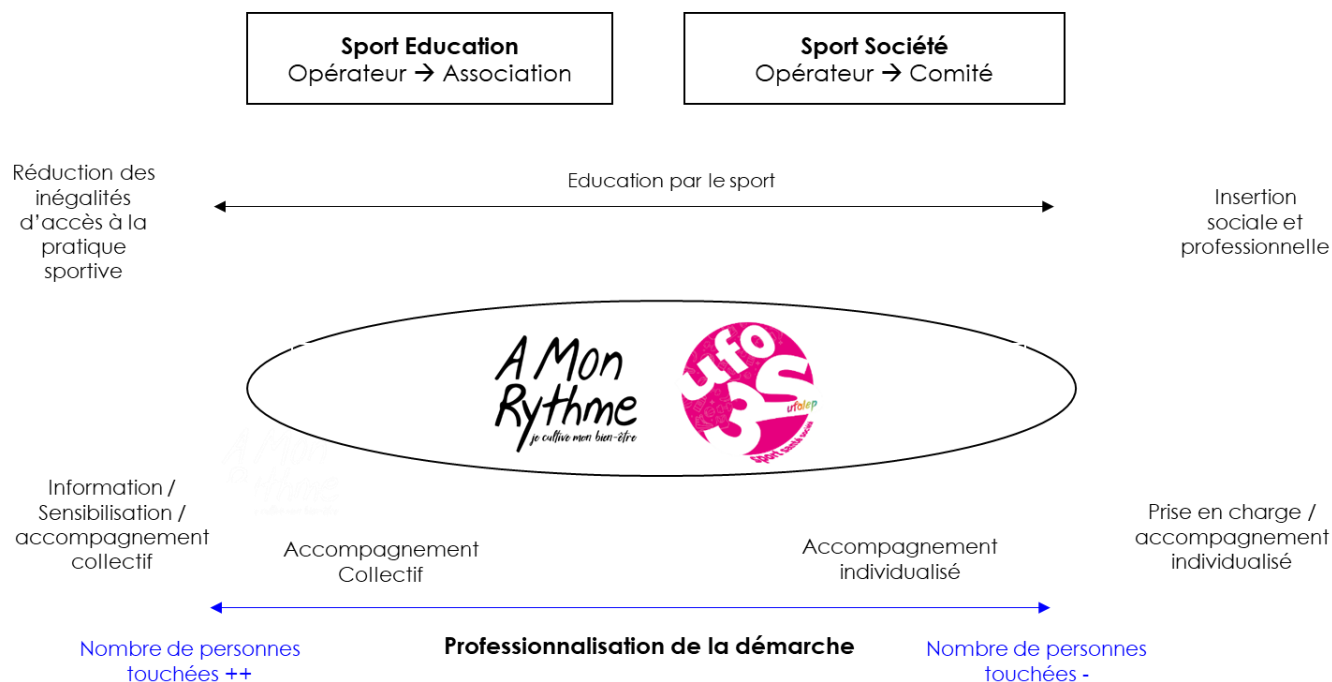 Sport Education
Opérateur → Association
Sport Société
Opérateur → Comité
Réduction des
inégalités
d'accès à la
pratique
sportive
Education par le sport
Insertion
sociale et
professionnelle
A Mon
Rythme
je cultive mon bien-être
ufo
3S
ufolep
sport santé société
Information /
Sensibilisation /
accompagnement
collectif
Accompagnement
Collectif
Accompagnement
individualisé
Prise en charge /
accompagnement
individualisé
Nombre de personnes
touchées ++
Professionnalisation de la démarche
Nombre de personnes
touchées -